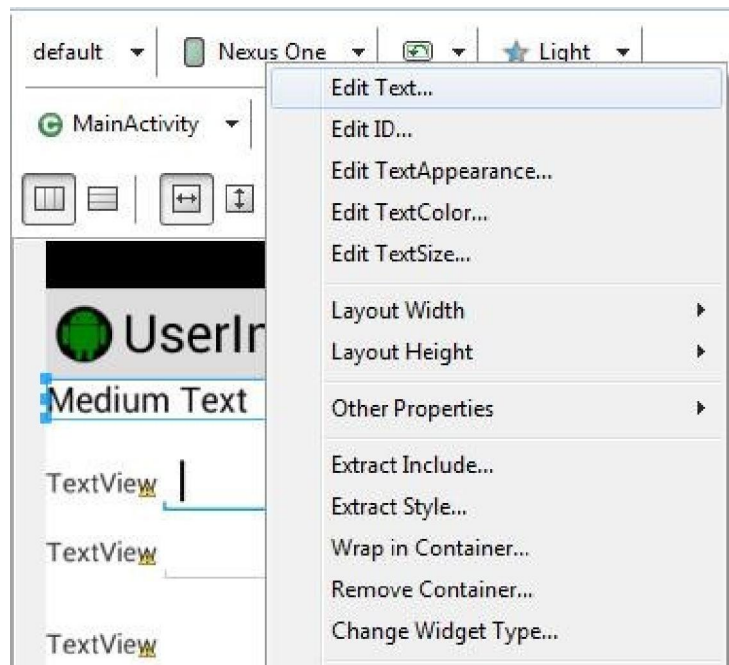 default Nexus One Light
MainActivity
UserIn
Medium Text
TextView
TextView
TextView
Edit Text...
Edit ID...
Edit TextAppearance...
Edit TextColor...
Edit TextSize...
Layout Width
Layout Height
Other Properties
Extract Include...
Extract Style...
Wrap in Container...
Remove Container...
Change Widget Type...